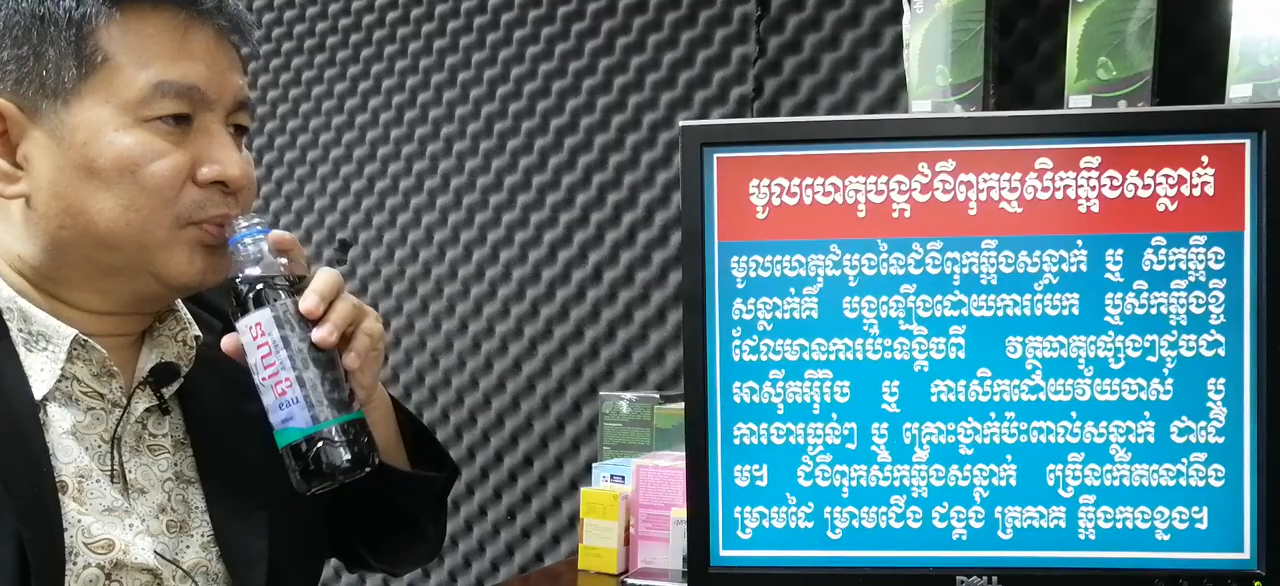 មូលហេតុបង្កជំងឺពុកឬសិកឆ្អឹងសន្លាក់
មូលហេតុដំបូងនៃជំងឺពុកឆ្អឹងសន្លាក់ ឬ សិកឆ្អឹង
សន្លាក់គឺ បង្កឡើងដោយការបែក ឬសិកឆ្អឹងខ្ចី
ដែលមានការប៉ះទង្គិចពី វត្ថុធាតុផ្សេងៗដូចជា
អាស៊ីតអ៊ុរិច ឬ ការសិកដោយវ័យចាស់ ឬ
ការងារធ្ងន់ៗ ឬ គ្រោះថ្នាក់ប៉ះពាល់សន្លាក់ ជាដើ
ម។ ជំងឺពុកសិកឆ្អឹងសន្លាក់ ច្រើនកើតនៅនឹង
ម្រាមដៃ ម្រាមជើង ជង្គង់ ត្រគាគ ឆ្អឹងកងខ្នង។
eau
DELL